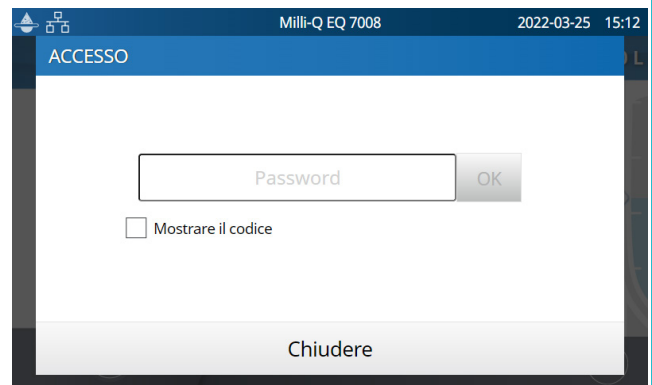 Milli-Q EQ 7008 2022-03-25 15:12
ACCESSO
L
Password OK
Mostrare il codice
Chiudere